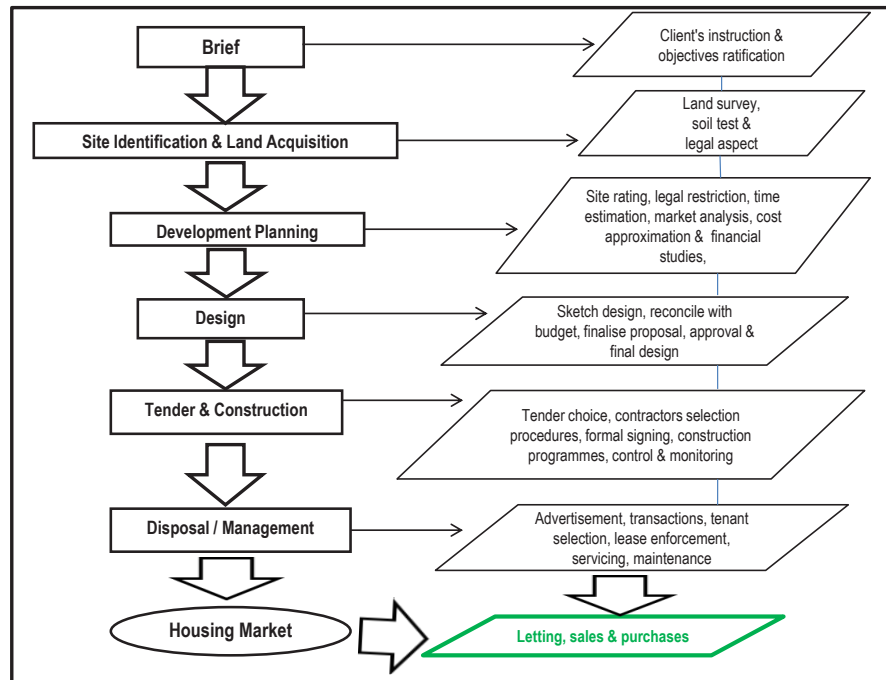 Brief
Client's instruction &
objectives ratification
Site Identification & Land Acquisition
Land survey,
soil test &
legal aspect
Development Planning
Site rating, legal restriction, time
estimation, market analysis, cost
approximation & financial
studies,
Design
Sketch design, reconcile with
budget, finalise proposal, approval &
final design
Tender & Construction
Tender choice, contractors selection
procedures, formal signing, construction
programmes, control & monitoring
Disposal / Management
Advertisement, transactions, tenant
selection, lease enforcement,
servicing, maintenance
Housing Market
Letting, sales & purchases